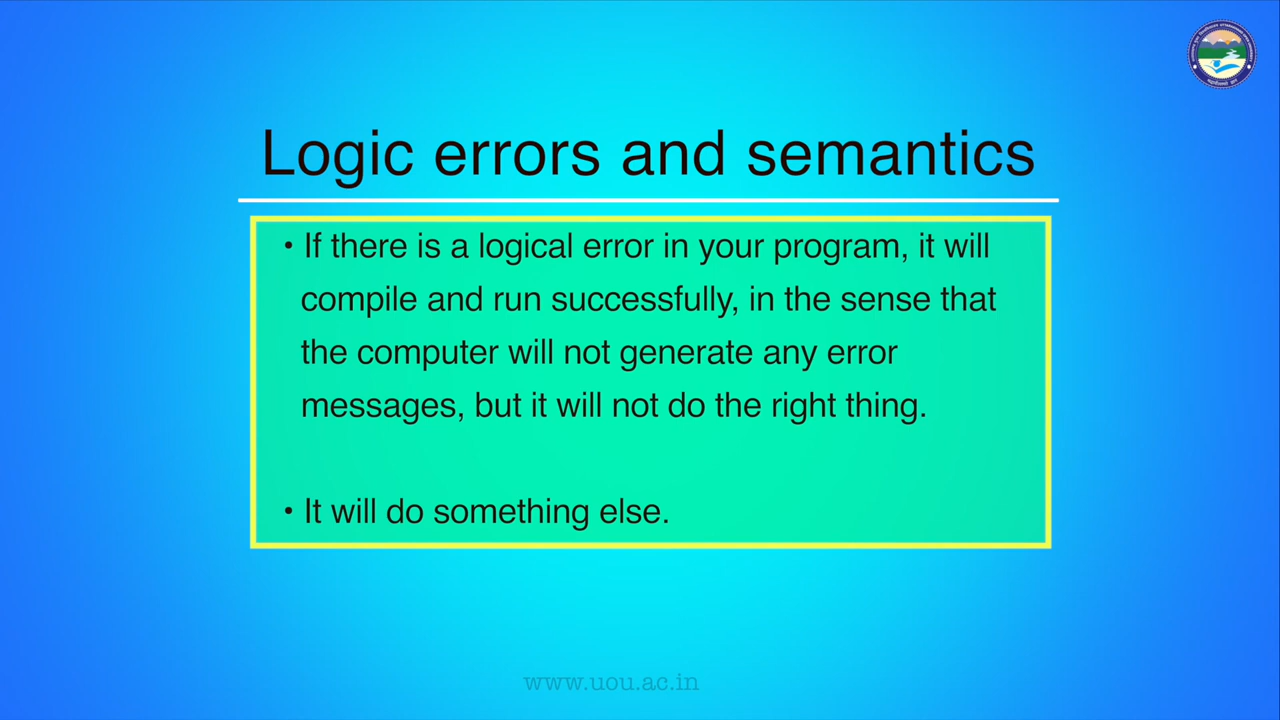 Logic errors and semantics
• If there is a logical error in your program, it will
compile and run successfully, in the sense that
the computer will not generate any error
messages, but it will not do the right thing.
• It will do something else.
www.uou.ac.in